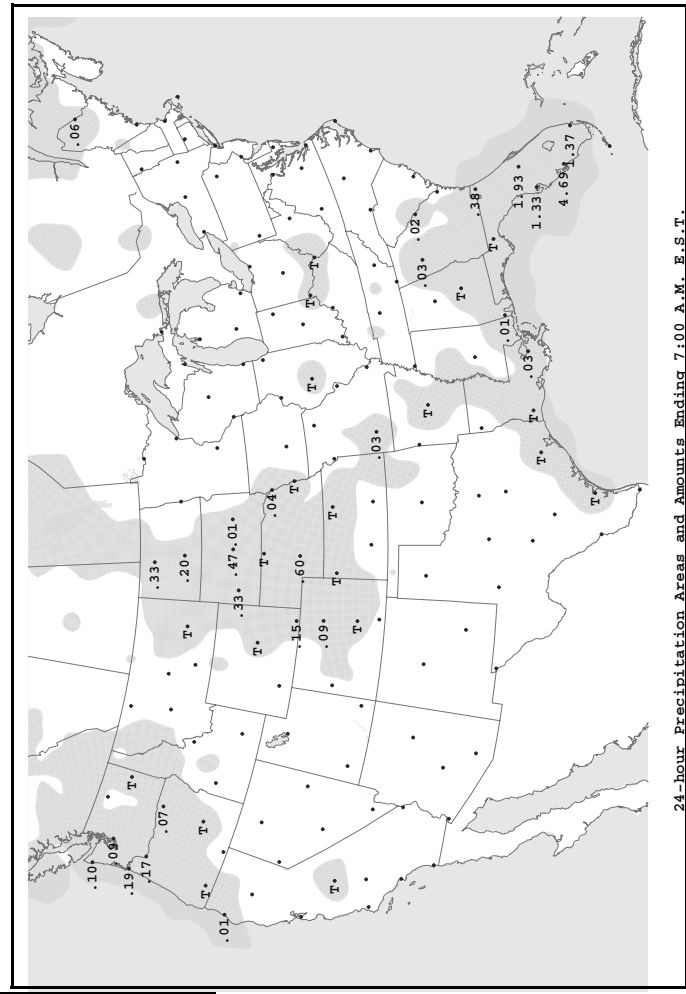 .06
.10
.09
.19
T
.17
.33
.07
.20
T
T
T
.01
.47
.01
.33
T
T
.04
T
.15
.60
T
T
T
.09
T
T
T
T
.03
.02
.03
T
T
.38
T
.01
1.93
.03
T
1.33
T
4.69
1.37
T
24-hour Precipitation Areas and Amounts Ending 7:00 A.M. E.S.T.